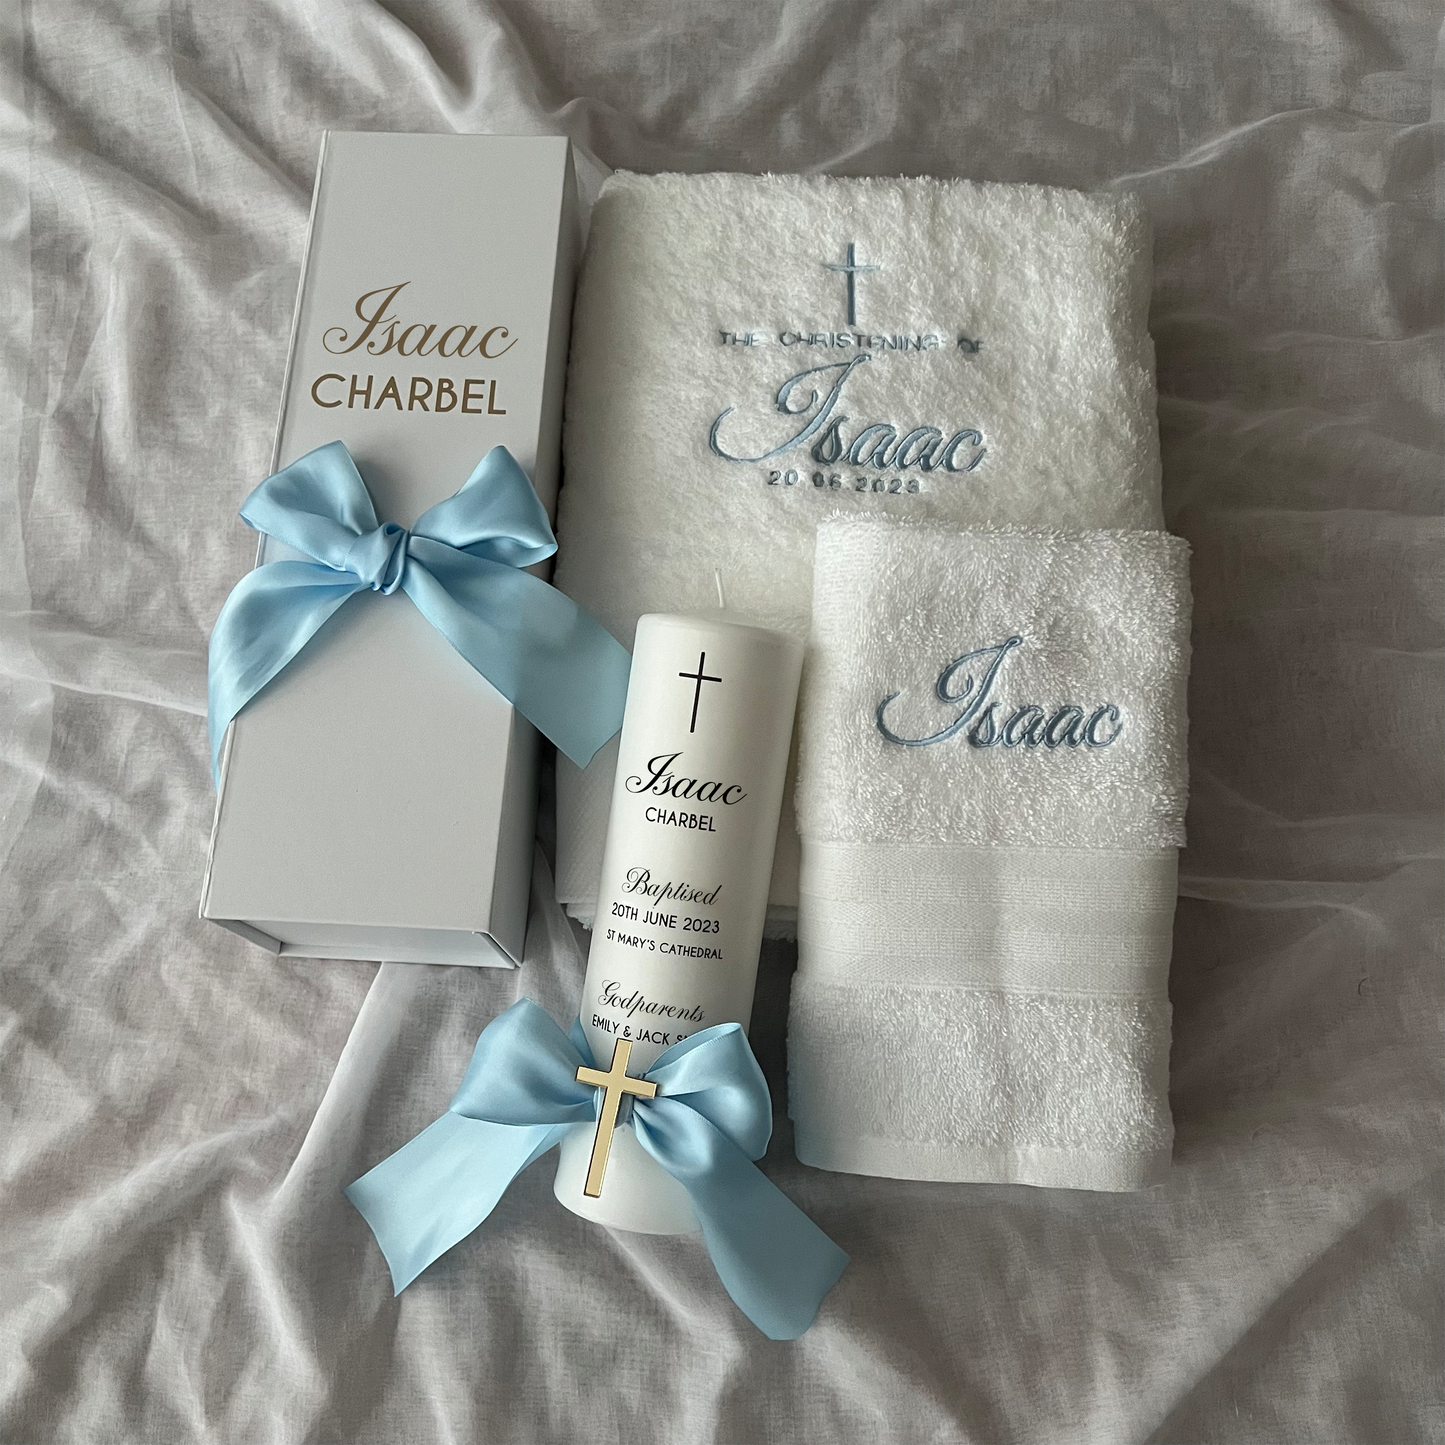 Isaac
CHARBEL
THE CHRISTENING OF
Isaac
20 06 2023
Isaac
CHARBEL
Baptised
20TH JUNE 2023
ST MARY'S CATHEDRAL
Godparents
EMILY & JACK
Isaac